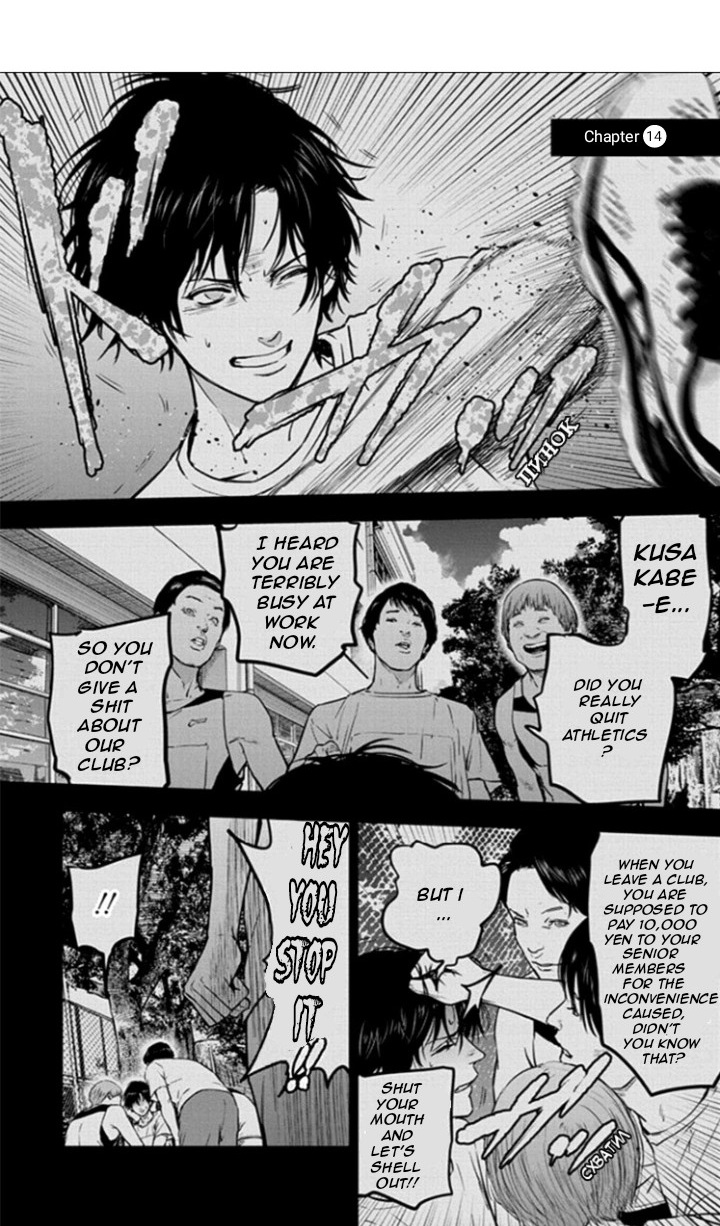 Chapter 14
ПИНОК
KUSA
KABE
-E...
DID YOU
REALLY
QUIT
ATHLETICS
?
I HEARD
YOU ARE
TERRIBLY
BUSY AT
WORK
NOW.
SO YOU
DON'T
GIVE A
SHIT
ABOUT
OUR
CLUB?
WHEN YOU
LEAVE A CLUB,
YOU ARE
SUPPOSED TO
PAY 10,000
YEN TO YOUR
SENIOR
MEMBERS
FOR THE
INCONVENIENCE
CAUSED,
DIDN'T
YOU KNOW
THAT?
BUT I
...
SHUT
YOUR
MOUTH
AND
LET'S
SHELL
OUT!!
СХВАТИЛ
HEY
YOU
STOP
IT
!!
!!